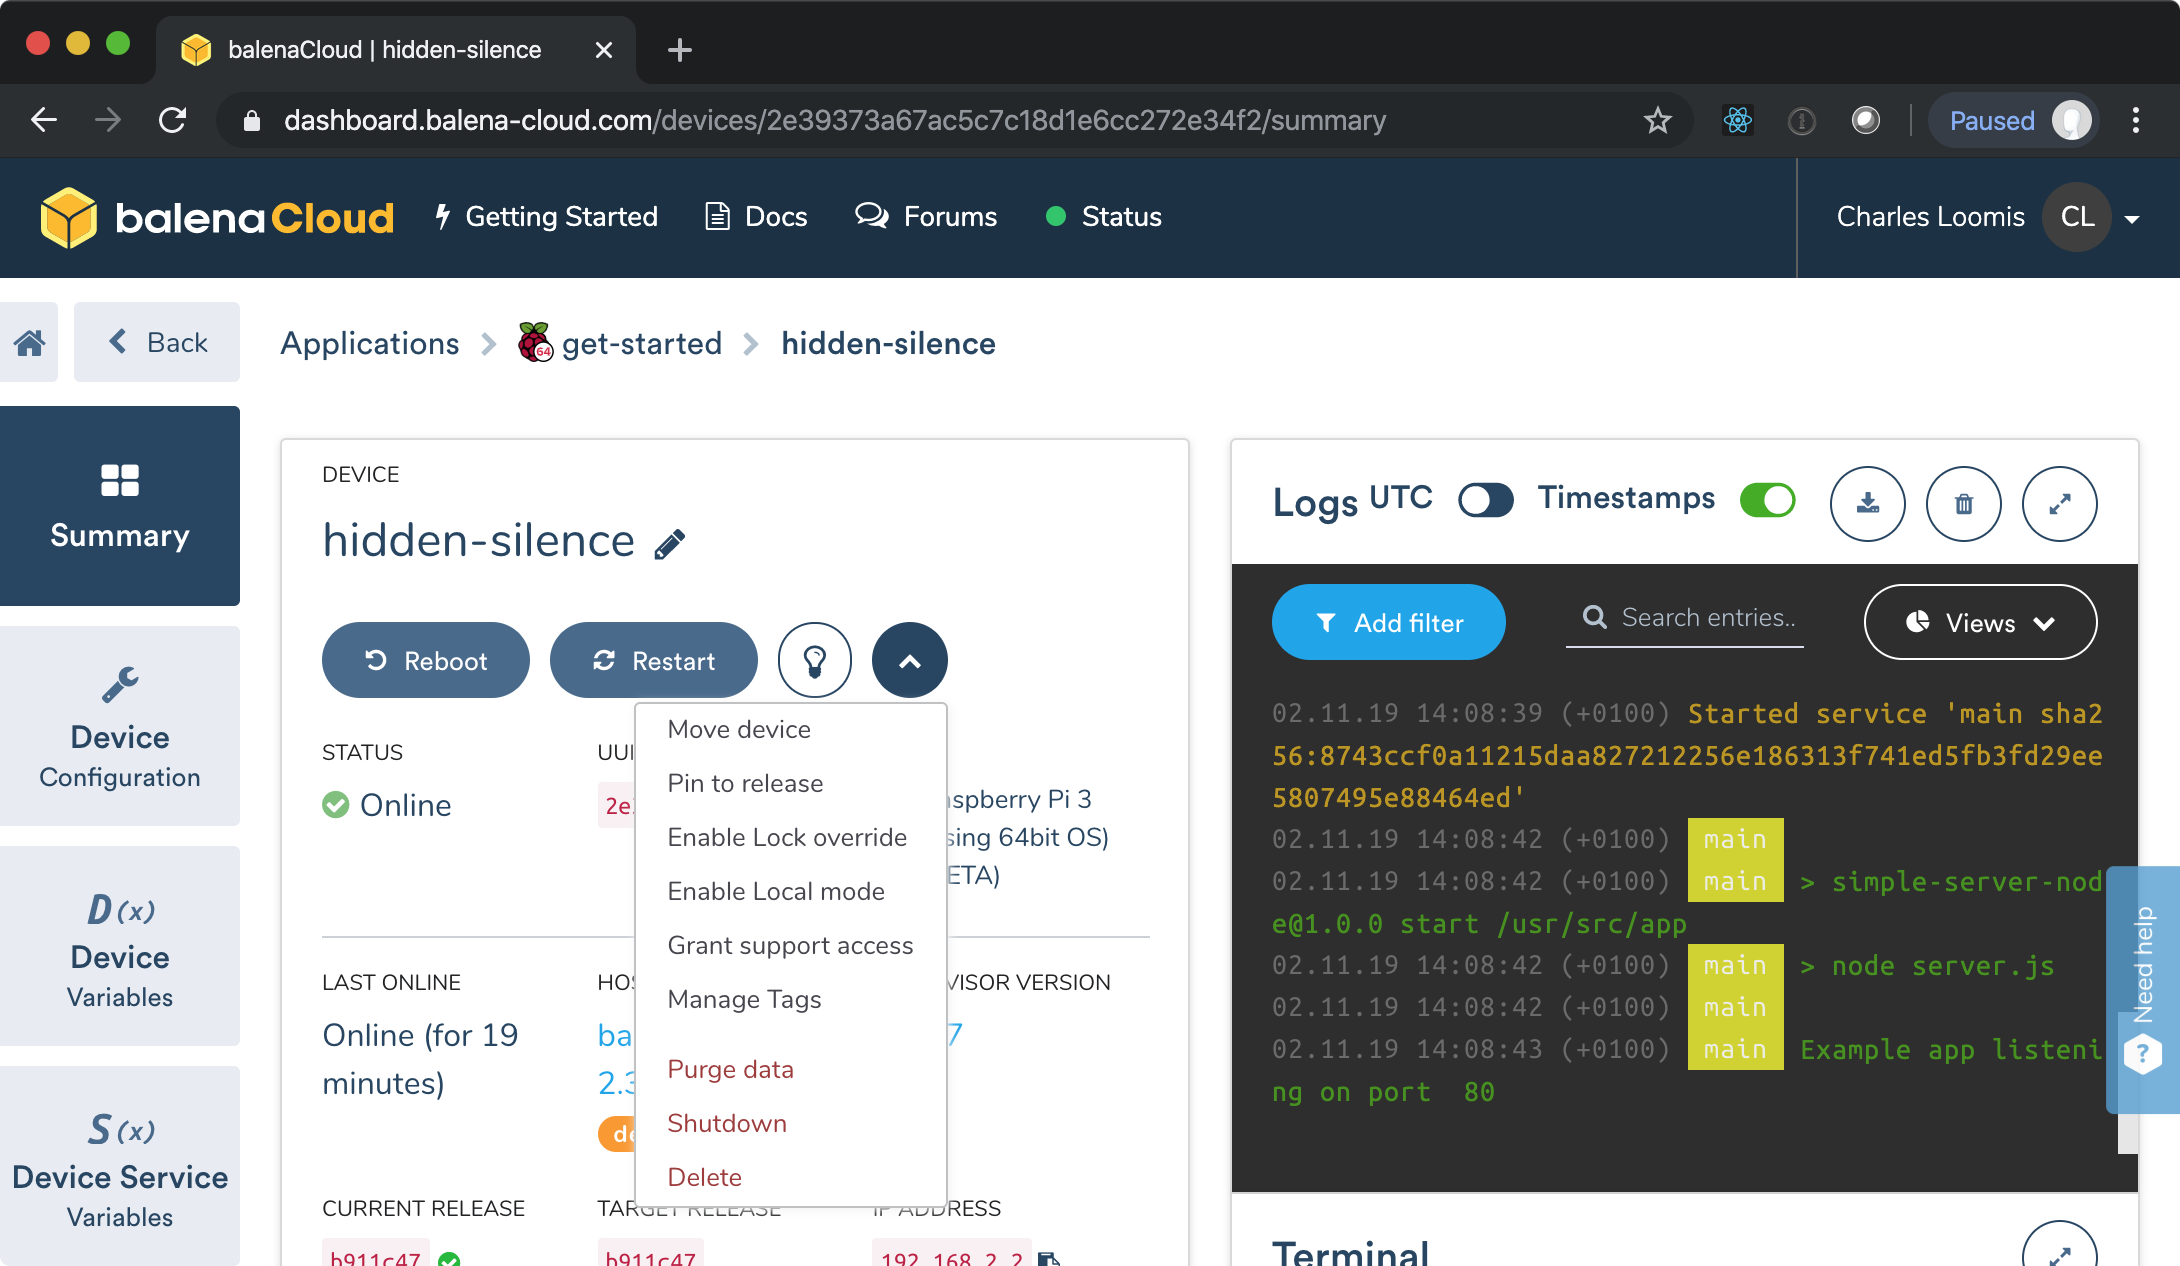 balenaCloud | hidden-silence
dashboard.balena-cloud.com/devices/2e39373a67ac5c7c18d1e6cc272e34f2/summary
Paused
balenaCloud
Getting Started
Docs
Forums
Status
Charles Loomis
CL
Back
Applications
64
get-started
hidden-silence
Summary
Device
Configuration
D(x)
Device
Variables
S(x)
Device Service
Variables
DEVICE
hidden-silence
Reboot
Restart
Move device
Pin to release
Enable Lock override
Enable Local mode
Grant support access
Manage Tags
Purge data
Shutdown
Delete
STATUS
Online
UUI
2e
spberry Pi 3
sing 64bit OS)
ETA)
LAST ONLINE
Online (for 19
minutes)
HOS
ba
2.3
de
VISOR VERSION
7
CURRENT RELEASE
b911c47
TARGET RELEASE
b911c47
IP ADDRESS
192.168.2.2
Logs
UTC
Timestamps
Add filter
Search entries..
Views
02.11.19 14:08:39 (+0100) Started service 'main sha2
56:8743ccf0a11215daa827212256e186313f741ed5fb3fd29ee
5807495e88464ed'
02.11.19 14:08:42 (+0100) main
02.11.19 14:08:42 (+0100) main > simple-server-nod
e@1.0.0 start /usr/src/app
02.11.19 14:08:42 (+0100) main > node server.js
02.11.19 14:08:42 (+0100) main
02.11.19 14:08:43 (+0100) main Example app listeni
ng on port 80
Need help
?
Terminal